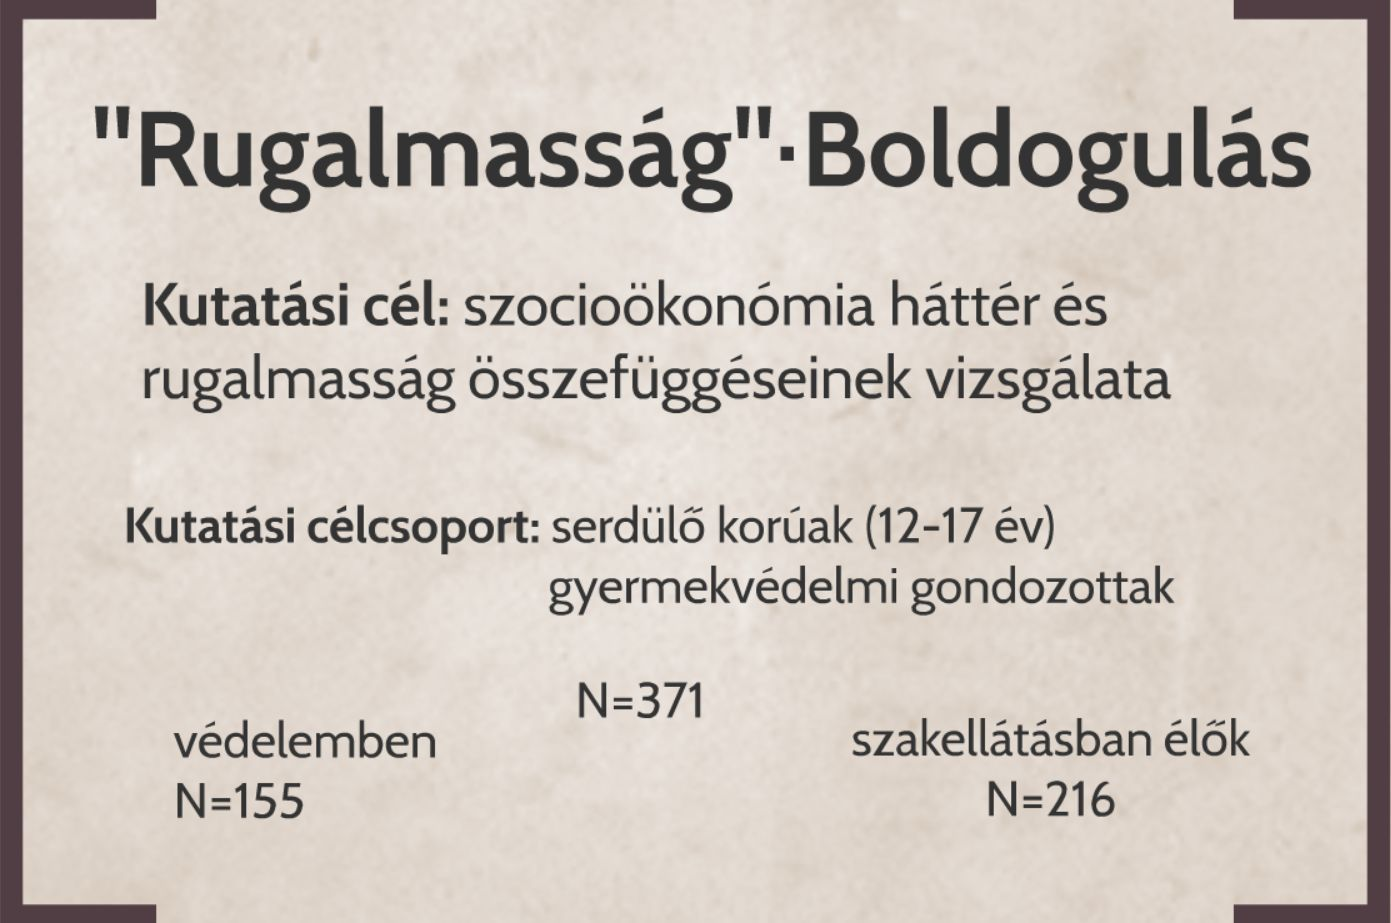 "Rugalmasság"·Boldogulás
Kutatási cél: szocioökonómia háttér és
rugalmasság összefüggéseinek vizsgálata
Kutatási célcsoport: serdülő korúak (12-17 év)
gyermekvédelmi gondozottak
N=371
védelemben
N=155
szakellátásban élők
N=216